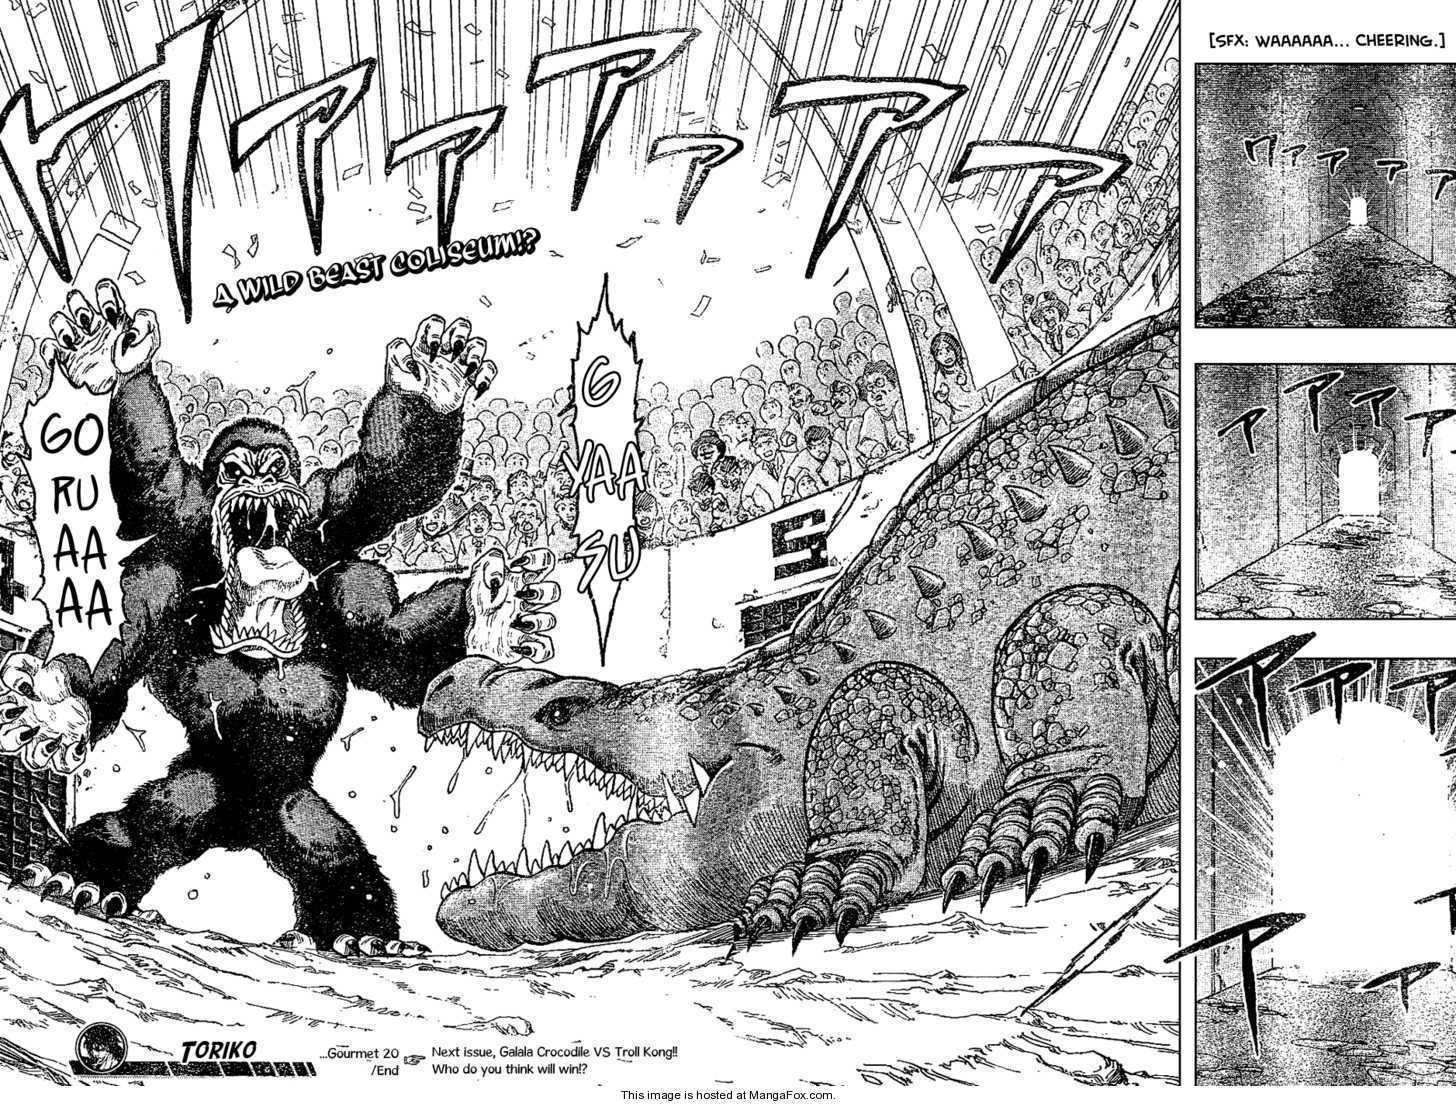 [SFX: WAAAAAA... CHEERING.]
ワァァァァ
アアアア
アアアアア
ワァァァァァァ
A WILD BEAST COLISEUM!?
G
YAA
SU
GO
RU
AA
AA
S
TORIKO
...Gourmet 20
/End
Next issue, Galala Crocodile VS Troll Kong!!
Who do you think will win!?
This image is hosted at MangaFox.com.